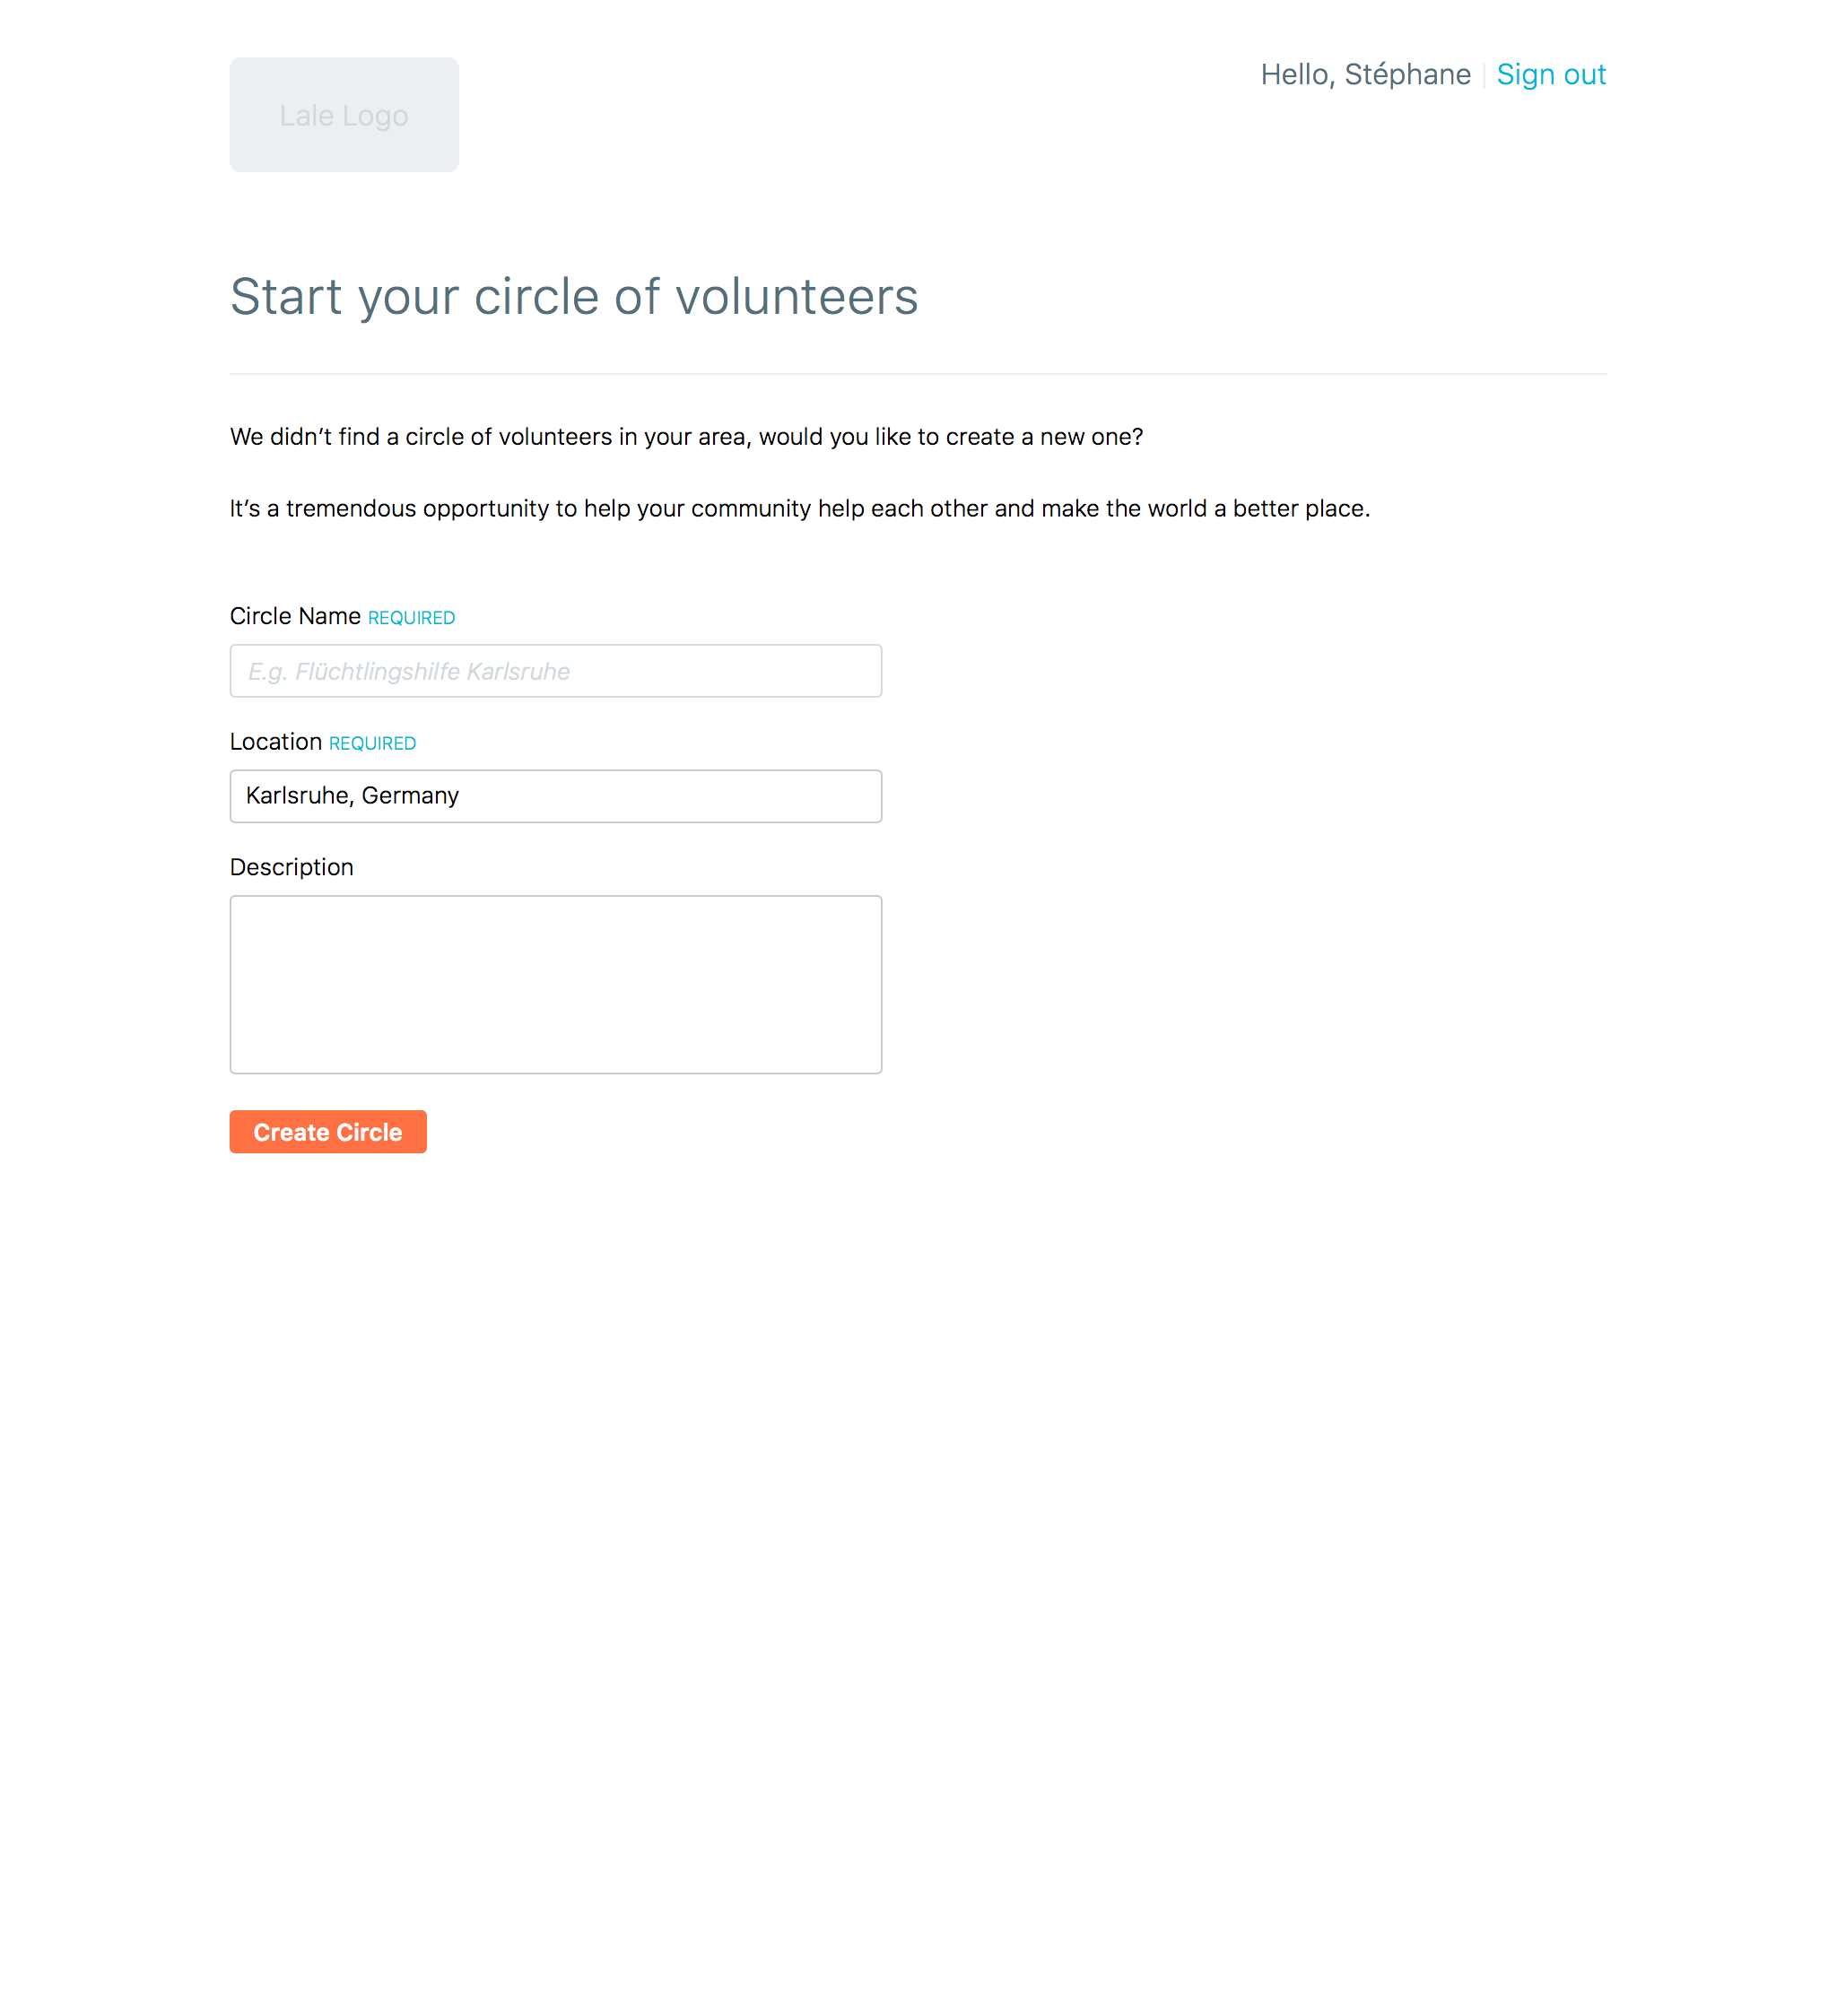 Lale Logo
Hello, Stéphane
Sign out
Start your circle of volunteers
We didn’t find a circle of volunteers in your area, would you like to create a new one?
It’s a tremendous opportunity to help your community help each other and make the world a better place.
Circle Name REQUIRED
E.g. Flüchtlingshilfe Karlsruhe
Location REQUIRED
Karlsruhe, Germany
Description
Create Circle